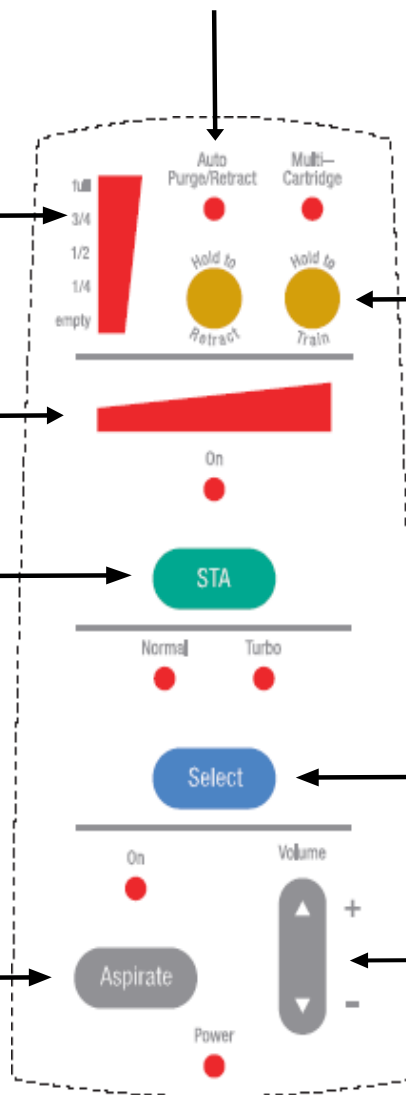 Auto
Purge/Retract
Multi—
Cartridge
full
3/4
1/2
1/4
empty
Hold to
Retract
Hold to
Train
On
STA
Normal
Turbo
Select
On
Volume
+
Aspirate
-
Power